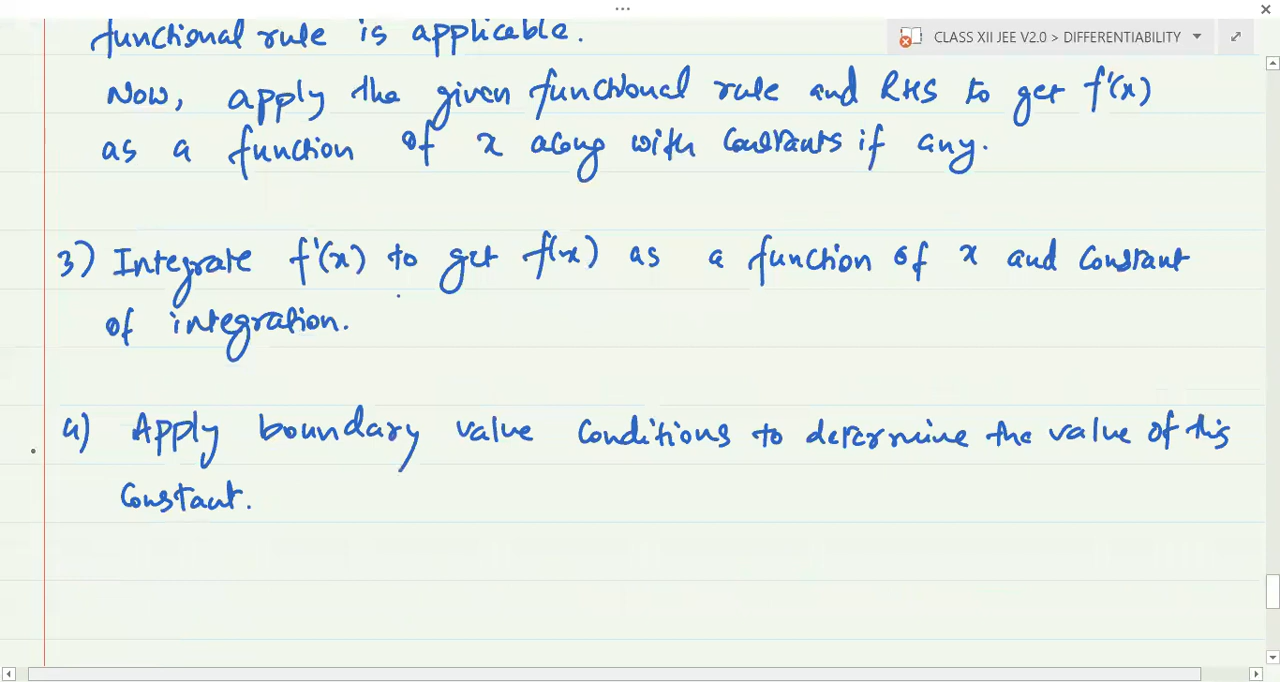 functional rule is applicable.
CLASS XII JEE V2.0 > DIFFERENTIABILITY
Now, apply the given functional rule and RHS to get f'(x)
as a function of x along with constants if any.
3) Integrate f'(x) to get f(x) as a function of x and constant
of integration.
4) Apply boundary value conditions to determine the value of this
constant.